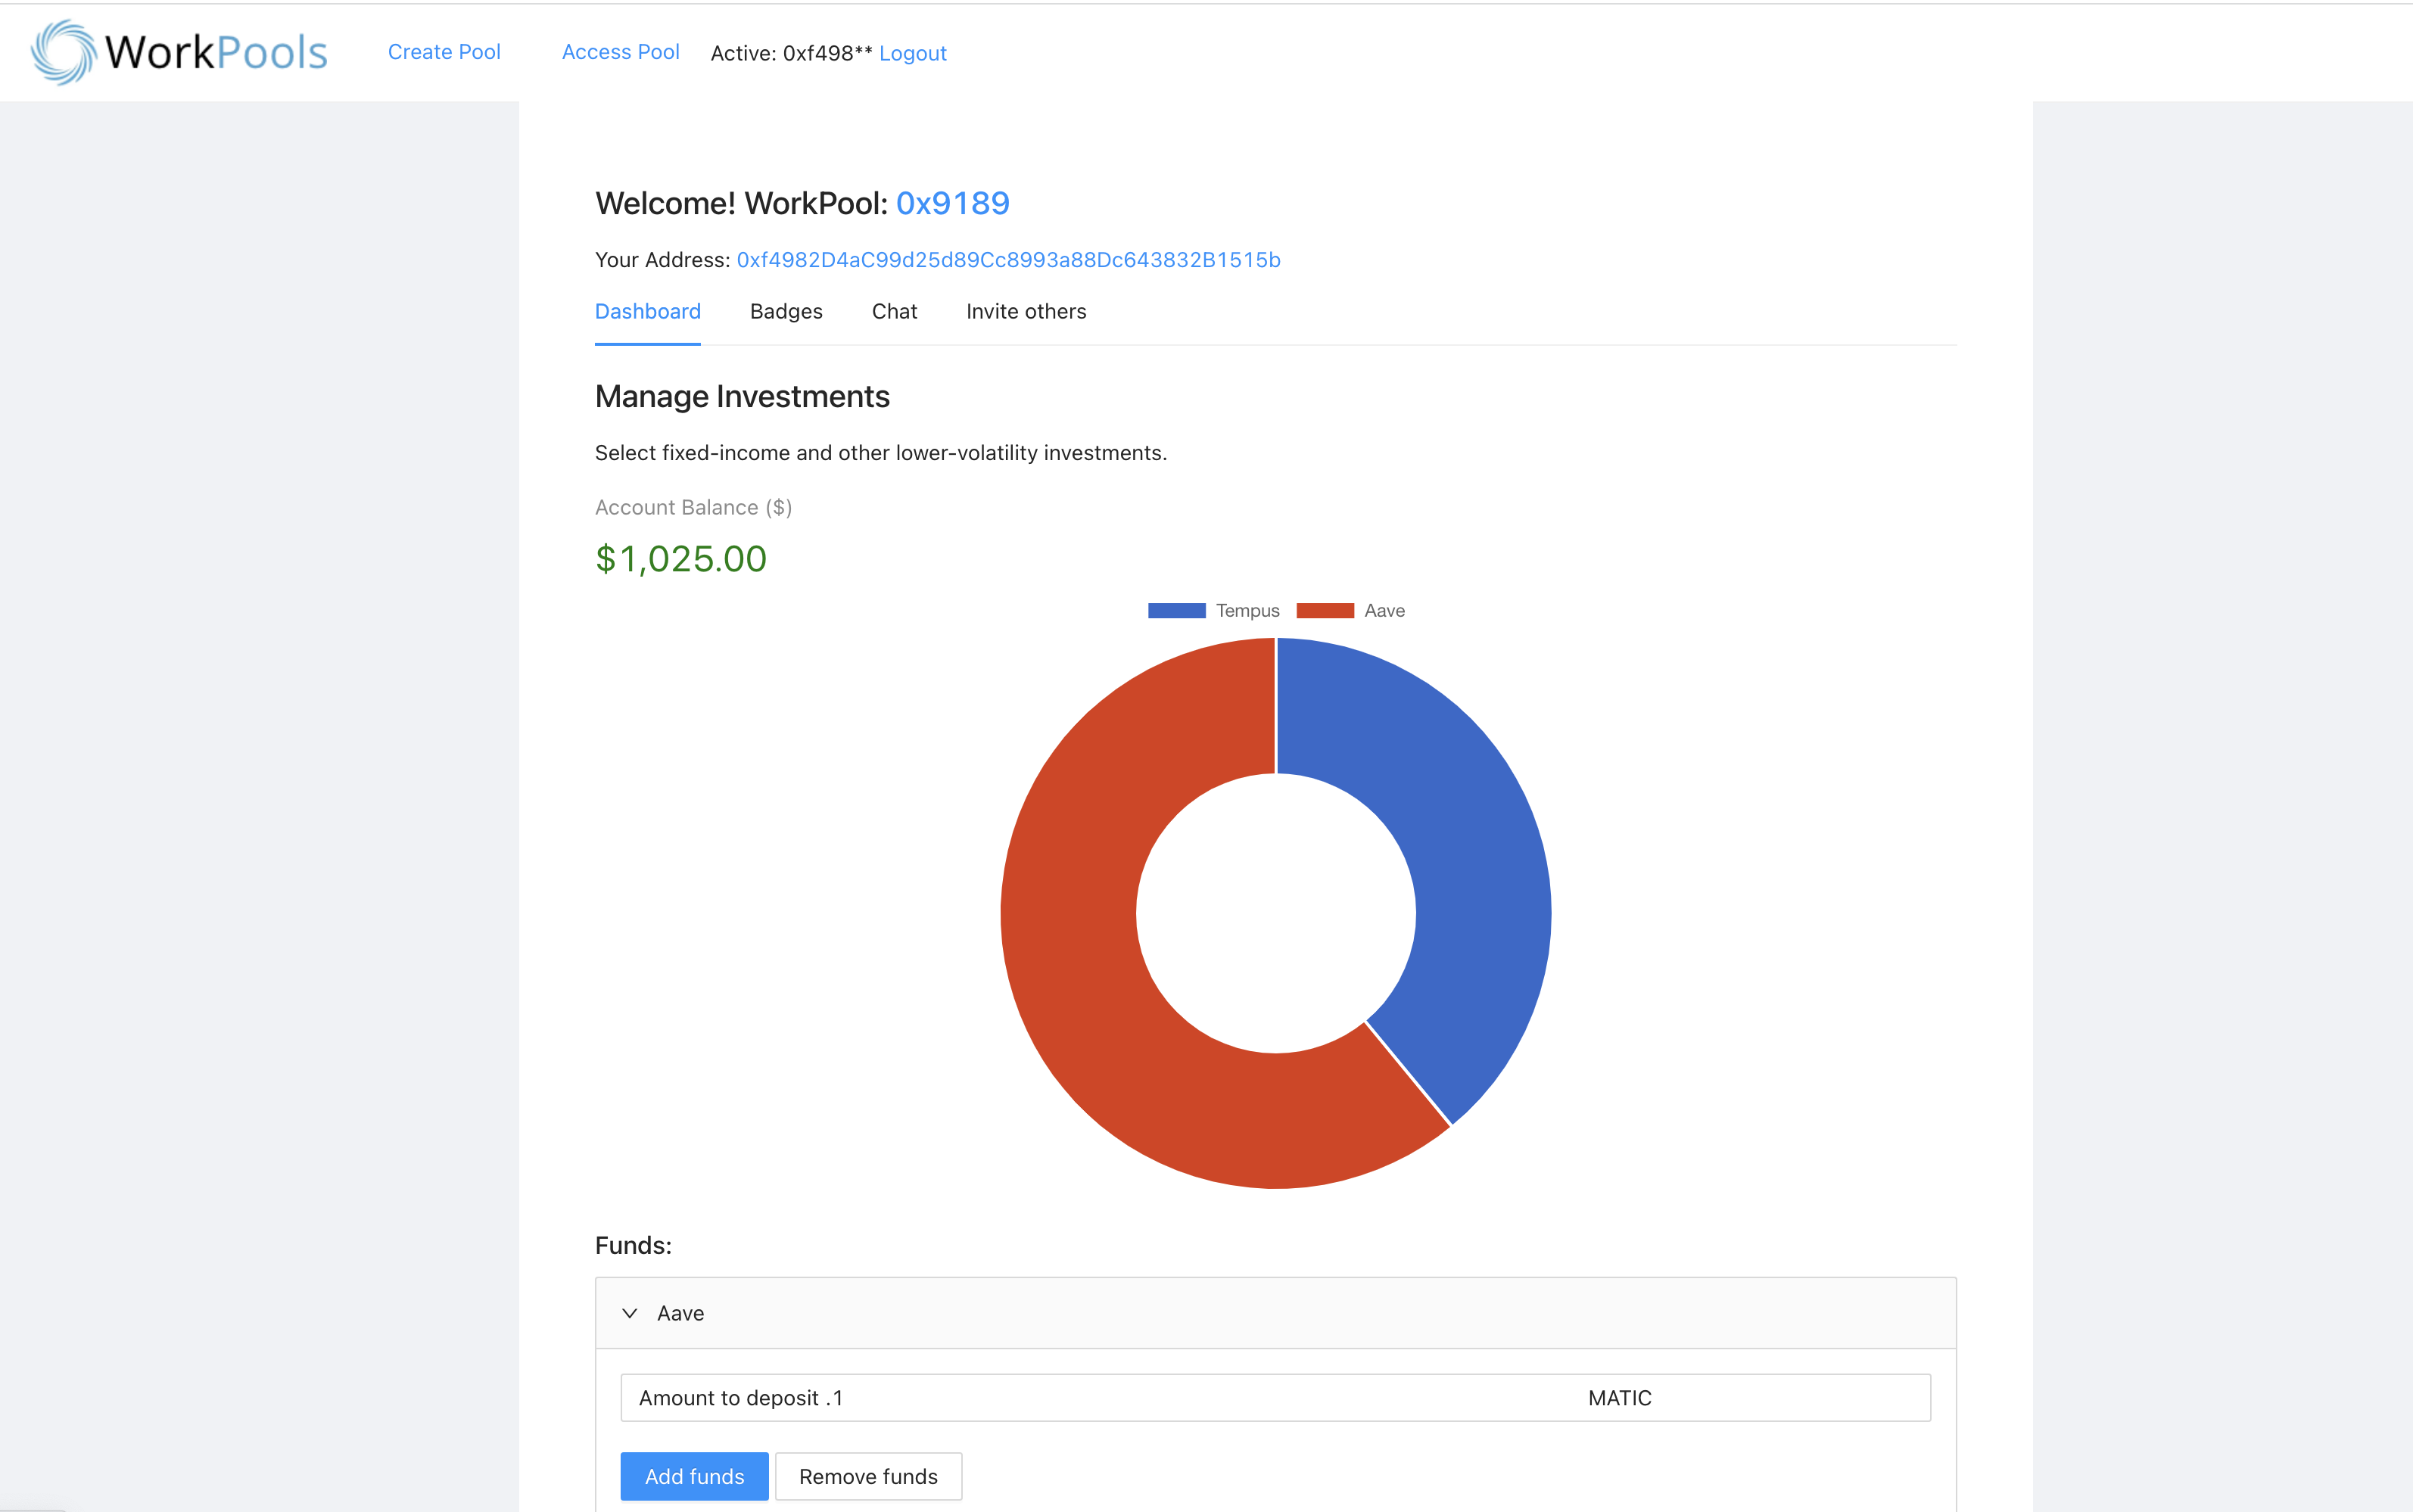 WorkPools
Create Pool
Access Pool
Active: 0xf498** Logout
Welcome! WorkPool: 0x9189
Your Address: 0xf4982D4aC99d25d89Cc8993a88Dc643832B1515b
Dashboard
Badges
Chat
Invite others
Manage Investments
Select fixed-income and other lower-volatility investments.
Account Balance ($)
$1,025.00
Tempus
Aave
Funds:
Aave
Amount to deposit .1
MATIC
Add funds
Remove funds